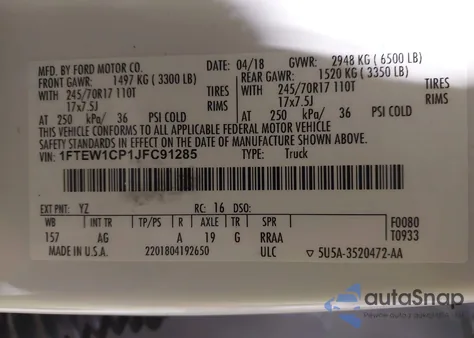 MFD. BY FORD MOTOR CO.
DATE: 04/18 GVWR: 2948 KG ( 6500 LB)
FRONT GAWR: 1497 KG ( 3300 LB) REAR GAWR: 1520 KG ( 3350 LB)
WITH 245/70R17 110T TIRES WITH 245/70R17 110T TIRES
17x7.5J RIMS 17x7.5J RIMS
AT 250 kPa/ 36 PSI COLD AT 250 kPa/ 36 PSI COLD
THIS VEHICLE CONFORMS TO ALL APPLICABLE FEDERAL MOTOR VEHICLE
SAFETY STANDARDS IN EFFECT ON THE DATE OF MANUFACTURE SHOWN ABOVE.
VIN: 1FTEW1CP1JFC91285 TYPE: Truck
EXT PNT: YZ RC: 16 DSO:
WB INT TR TP/PS R AXLE TR SPR F0080
157 AG A 19 G RRAA T0933
MADE IN U.S.A. 2201804192650 ULC ▽ 5U5A-3520472-AA
autoSnap